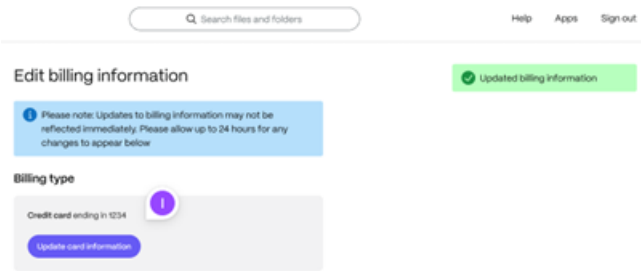 Search files and folders
Help Apps Sign out
Edit billing information
Updated billing information
Please note: Updates to billing information may not be
reflected immediately. Please allow up to 24 hours for any
changes to appear below
Billing type
I
Credit card ending in 1234
Update card information